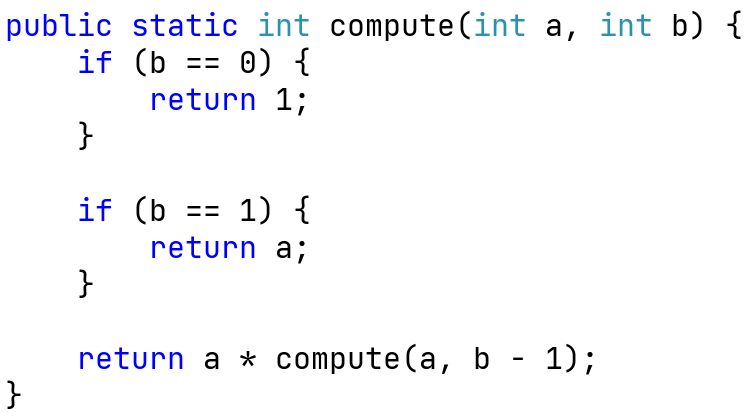 public static int compute(int a, int b) {
    if (b == 0) {
        return 1;
    }

    if (b == 1) {
        return a;
    }

    return a * compute(a, b - 1);
}